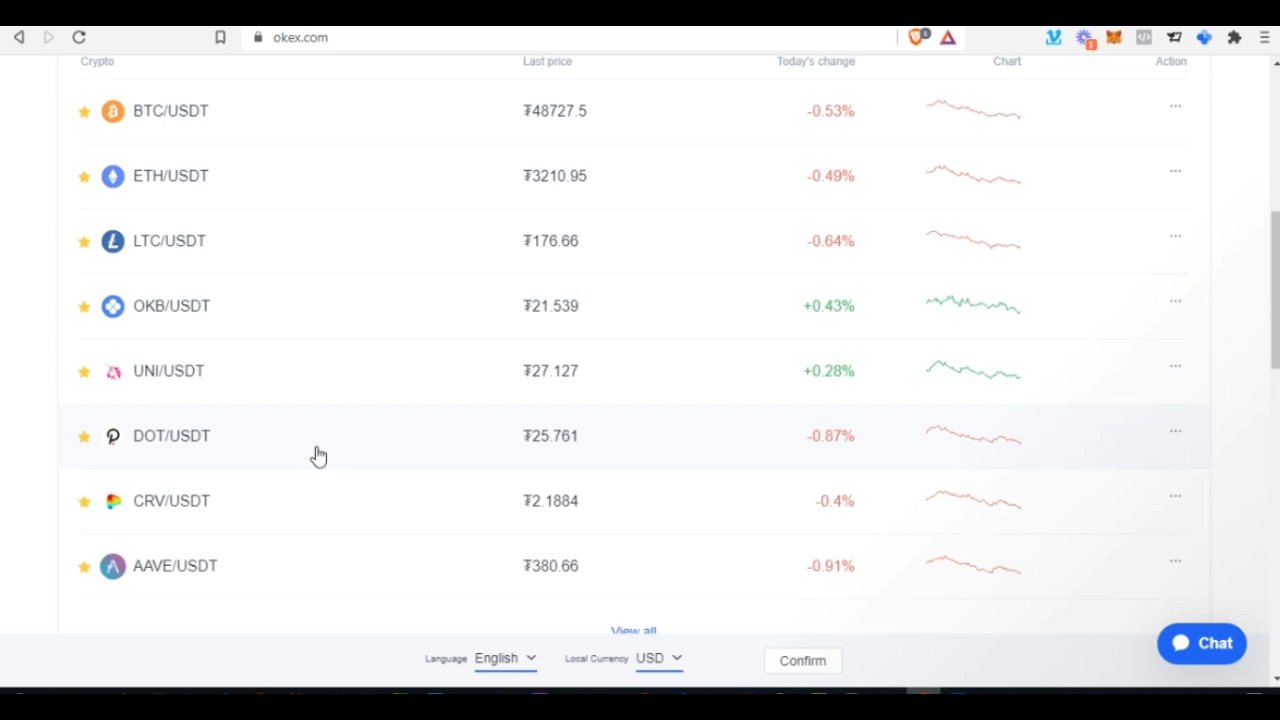 okex.com
Crypto Last price Today's change Chart Action
BTC/USDT ₮48727.5 -0.53% ...
ETH/USDT ₮3210.95 -0.49% ...
LTC/USDT ₮176.66 -0.64% ...
OKB/USDT ₮21.539 +0.43% ...
UNI/USDT ₮27.127 +0.28% ...
DOT/USDT ₮25.761 -0.87% ...
CRV/USDT ₮2.1884 -0.4% ...
AAVE/USDT ₮380.66 -0.91% ...
View all
Chat
Language English Local Currency USD Confirm